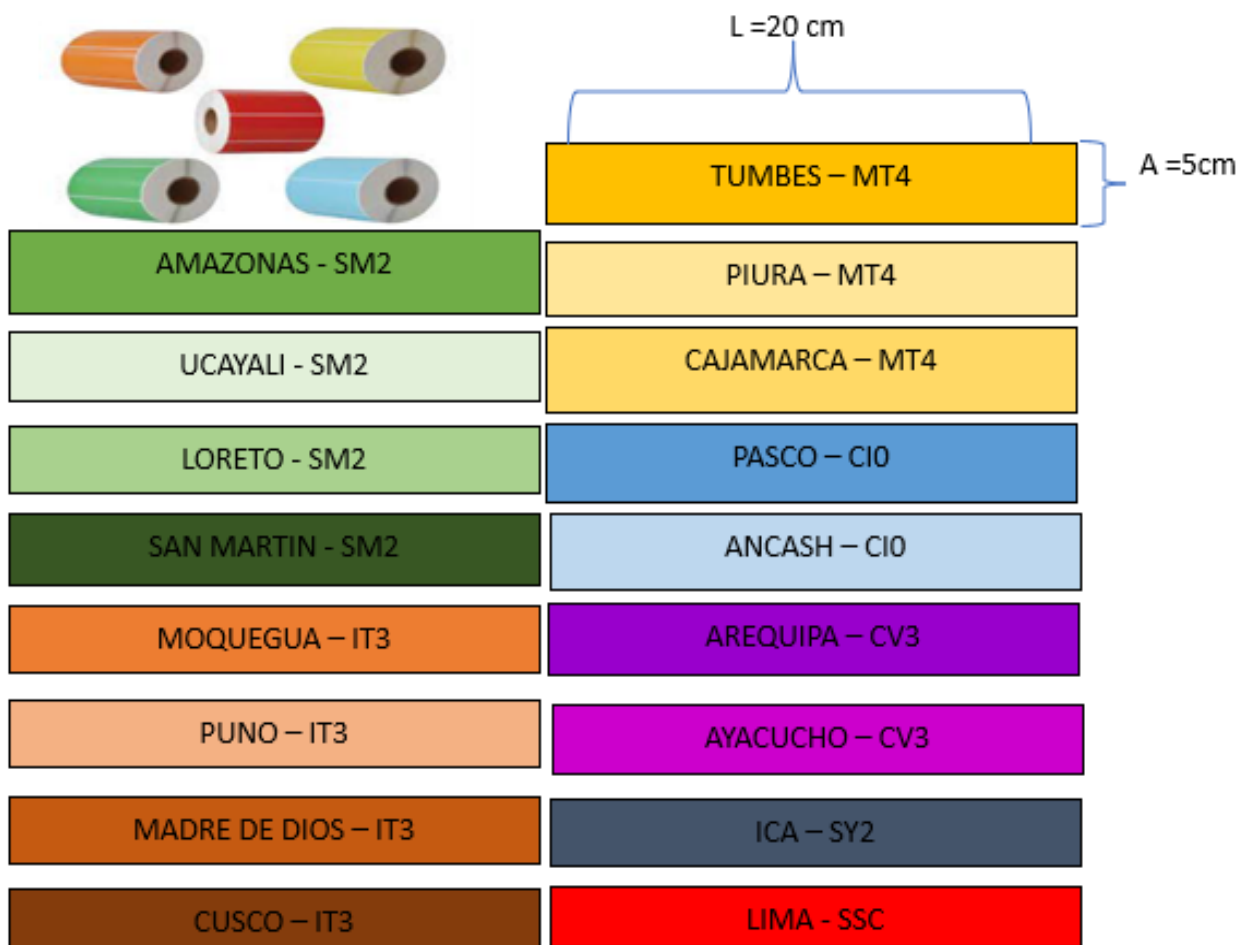 L =20 cm
A =5cm
TUMBES – MT4
AMAZONAS - SM2
PIURA – MT4
UCAYALI - SM2
CAJAMARCA – MT4
LORETO - SM2
PASCO – CI0
SAN MARTIN - SM2
ANCASH – CI0
MOQUEGUA – IT3
AREQUIPA – CV3
PUNO – IT3
AYACUCHO – CV3
MADRE DE DIOS – IT3
ICA – SY2
CUSCO – IT3
LIMA - SSC